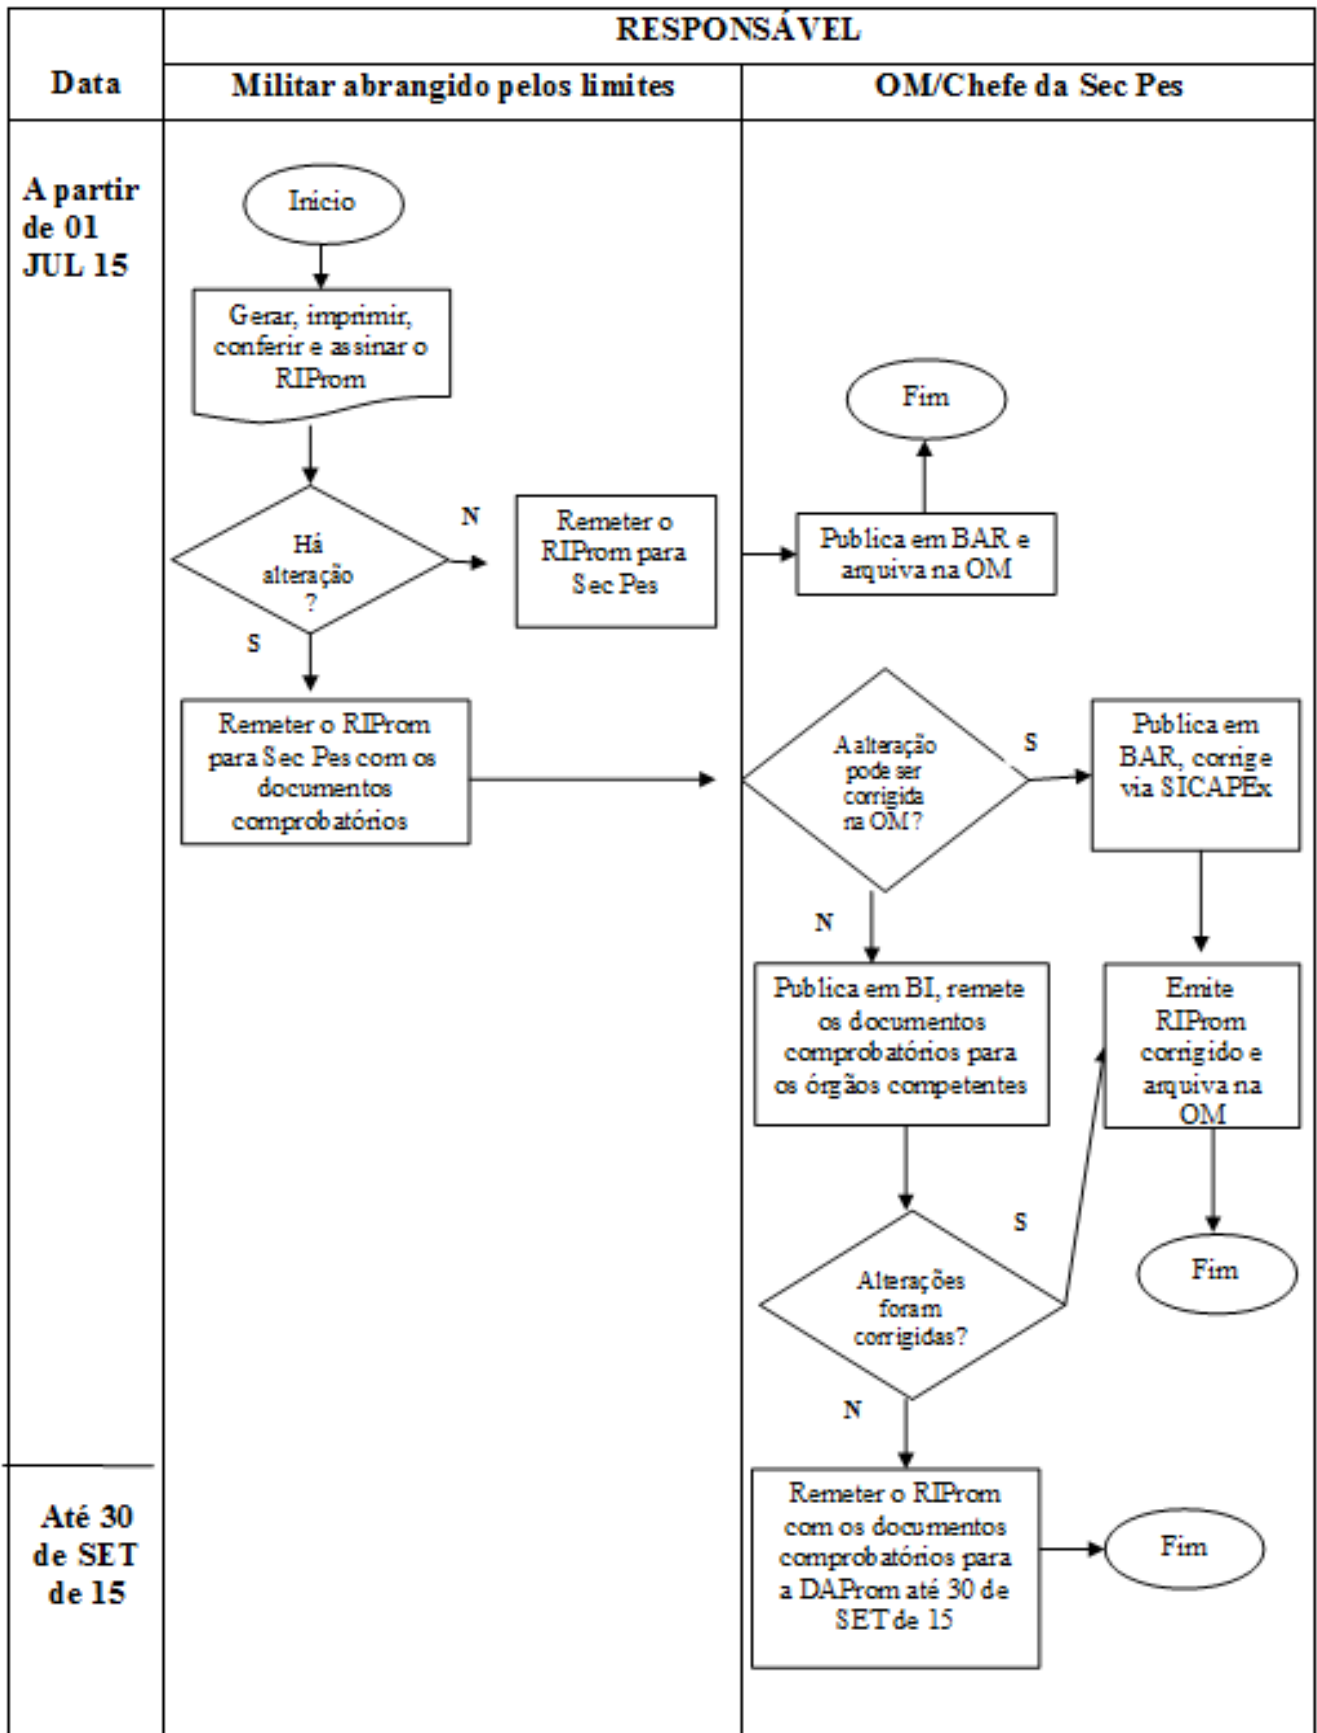 RESPONSÁVEL
Data
Militar abrangido pelos limites
OM/Chefe da Sec Pes
A partir
de 01
JUL 15
Inicio
Gerar, imprimir,
conferir e assinar o
RIProm
Fim
Há
alteração
?
N
S
Remeter o
RIProm para
Sec Pes
Publica em BAR e
arquiva na OM
Remeter o RIProm
para Sec Pes com os
documentos
comprobatórios
A alteração
pode ser
corrigida
na OM?
S
N
Publica em
BAR, corrige
via SICAPEx
Publica em BI, remete
os documentos
comprobatórios para
os órgãos competentes
Emite
RIProm
corrigido e
arquiva na
OM
Alterações
foram
corrigidas?
S
N
Fim
Até 30
de SET
de 15
Remeter o RIProm
com os documentos
comprobatórios para
a DAProm até 30 de
SET de 15
Fim